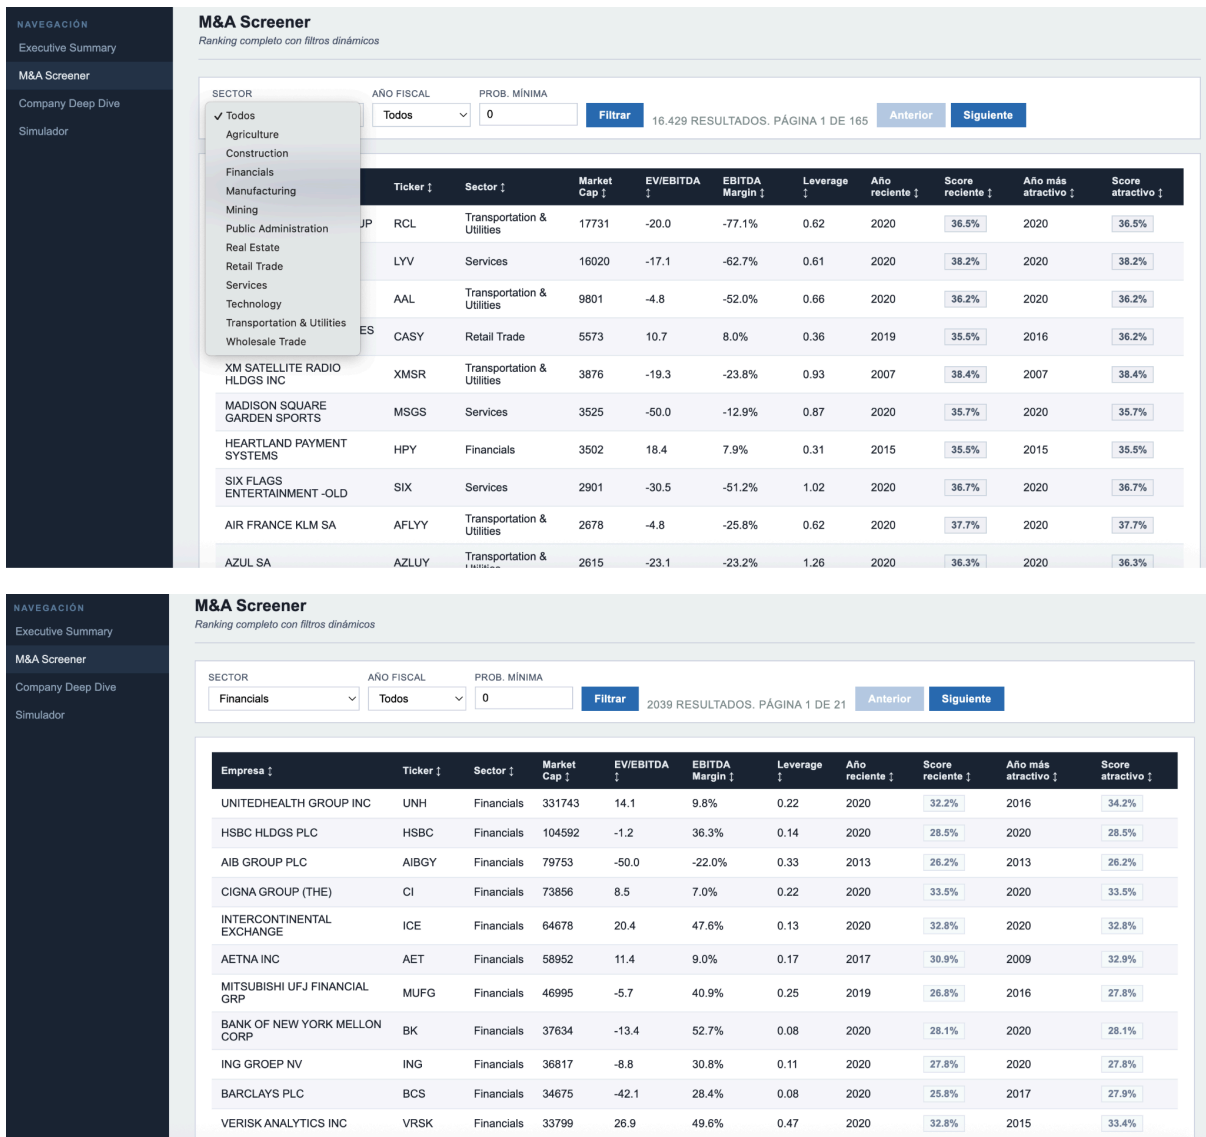 NAVEGACIÓN
Executive Summary
M&A Screener
Company Deep Dive
Simulador
M&A Screener
Ranking completo con filtros dinámicos
SECTOR AÑO FISCAL PROB. MÍNIMA
Todos 0 Filtrar 16.429 RESULTADOS. PÁGINA 1 DE 165 Anterior Siguiente
✓ Todos
Agriculture
Construction
Financials
Manufacturing
Mining
Public Administration
Real Estate
Retail Trade
Services
Technology
Transportation & Utilities
Wholesale Trade
Ticker ↕ Sector ↕ Market Cap ↕ EV/EBITDA ↕ EBITDA Margin ↕ Leverage ↕ Año reciente ↕ Score reciente ↕ Año más atractivo ↕ Score atractivo ↕
UP RCL Transportation & Utilities 17731 -20.0 -77.1% 0.62 2020 36.5% 2020 36.5%
LYV Services 16020 -17.1 -62.7% 0.61 2020 38.2% 2020 38.2%
AAL Transportation & Utilities 9801 -4.8 -52.0% 0.66 2020 36.2% 2020 36.2%
ES CASY Retail Trade 5573 10.7 8.0% 0.36 2019 35.5% 2016 36.2%
XM SATELLITE RADIO HLDGS INC XMSR Transportation & Utilities 3876 -19.3 -23.8% 0.93 2007 38.4% 2007 38.4%
MADISON SQUARE GARDEN SPORTS MSGS Services 3525 -50.0 -12.9% 0.87 2020 35.7% 2020 35.7%
HEARTLAND PAYMENT SYSTEMS HPY Financials 3502 18.4 7.9% 0.31 2015 35.5% 2015 35.5%
SIX FLAGS ENTERTAINMENT -OLD SIX Services 2901 -30.5 -51.2% 1.02 2020 36.7% 2020 36.7%
AIR FRANCE KLM SA AFLYY Transportation & Utilities 2678 -4.8 -25.8% 0.62 2020 37.7% 2020 37.7%
AZUL SA AZLUY Transportation & Utilities 2615 -23.1 -23.2% 1.26 2020 36.3% 2020 36.3%
NAVEGACIÓN
Executive Summary
M&A Screener
Company Deep Dive
Simulador
M&A Screener
Ranking completo con filtros dinámicos
SECTOR AÑO FISCAL PROB. MÍNIMA
Financials Todos 0 Filtrar 2039 RESULTADOS. PÁGINA 1 DE 21 Anterior Siguiente
Empresa ↕ Ticker ↕ Sector ↕ Market Cap ↕ EV/EBITDA ↕ EBITDA Margin ↕ Leverage ↕ Año reciente ↕ Score reciente ↕ Año más atractivo ↕ Score atractivo ↕
UNITEDHEALTH GROUP INC UNH Financials 331743 14.1 9.8% 0.22 2020 32.2% 2016 34.2%
HSBC HLDGS PLC HSBC Financials 104592 -1.2 36.3% 0.14 2020 28.5% 2020 28.5%
AIB GROUP PLC AIBGY Financials 79753 -50.0 -22.0% 0.33 2013 26.2% 2013 26.2%
CIGNA GROUP (THE) CI Financials 73856 8.5 7.0% 0.22 2020 33.5% 2020 33.5%
INTERCONTINENTAL EXCHANGE ICE Financials 64678 20.4 47.6% 0.13 2020 32.8% 2020 32.8%
AETNA INC AET Financials 58952 11.4 9.0% 0.17 2017 30.9% 2009 32.9%
MITSUBISHI UFJ FINANCIAL GRP MUFG Financials 46995 -5.7 40.9% 0.25 2019 26.8% 2016 27.8%
BANK OF NEW YORK MELLON CORP BK Financials 37634 -13.4 52.7% 0.08 2020 28.1% 2020 28.1%
ING GROEP NV ING Financials 36817 -8.8 30.8% 0.11 2020 27.8% 2020 27.8%
BARCLAYS PLC BCS Financials 34675 -42.1 28.4% 0.08 2020 25.8% 2017 27.9%
VERISK ANALYTICS INC VRSK Financials 33799 26.9 49.6% 0.47 2020 32.8% 2015 33.4%